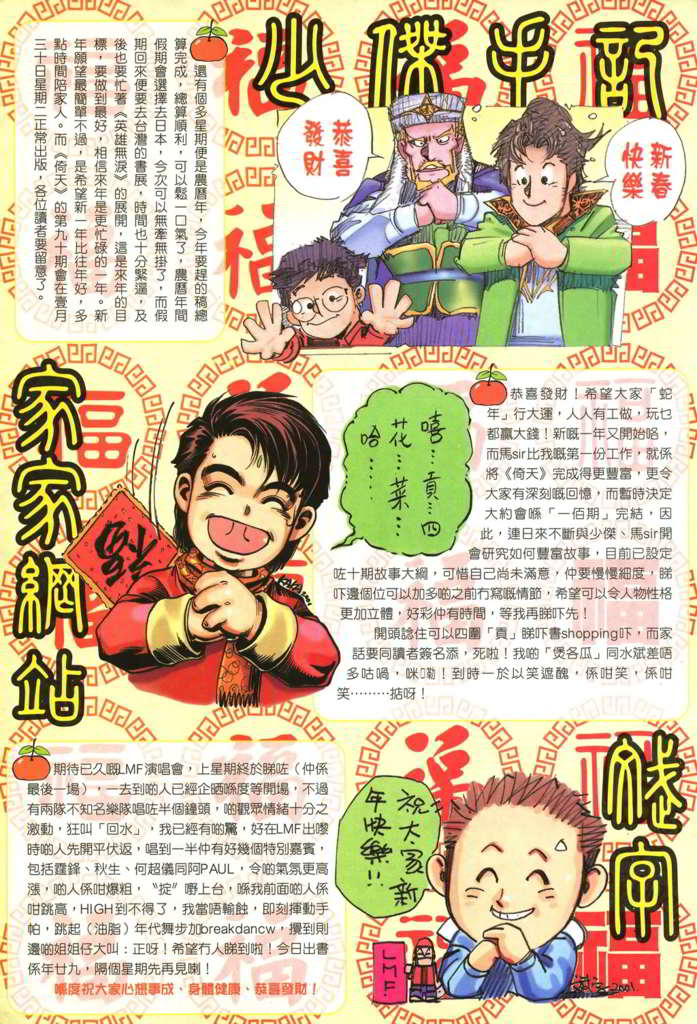 少傑手記
還有個多星期便是農曆年，今年要趕的稿總
算完成，總算順利，可以鬆一口氣了，農曆年間
假期會選擇去日本，今次可以無牽無掛了，而假
期回來便要去台灣的書展，時間也十分緊逼，及
後也要忙著《英雄無淚》的展開，這是來年的目
標，要做到最好，相信來年是更忙碌的一年。新
年願望最簡單不過，是希望新一年比往年好，多
點時間陪家人。而《倚天》的第九十期會在壹月
三十日星期二正常出版，各位讀者要留意了。
恭喜
發財
新春
快樂
家家網站
福
嘻…貢…四
花…菜…
哈……
恭喜發財！希望大家「蛇
年」行大運，人人有工做，玩乜
都贏大錢！新嘅一年又開始咯，
而馬sir比我嘅第一份工作，就係
將《倚天》完成得更豐富，更令
大家有深刻嘅回憶，而暫時決定
大約會喺「一佰期」完結，因
此，連日來不斷與少傑、馬sir開
會研究如何豐富故事，目前已設定
咗十期故事大綱，可惜自己尚未滿意，仲要慢慢細度，睇
吓邊個位可以加多啲之前冇寫嘅情節，希望可以令人物性格
更加立體，好彩仲有時間，等我再睇吓先！
開頭諗住可以四圍「貢」睇吓書shopping吓，而家
話要同讀者簽名添，死啦！我啲「煲各瓜」同水斌差唔
多咕喎，咪嘞！到時一於以笑遮醜，係咁笑，係咁
笑………掂呀！
斌字
期待已久嘅LMF演唱會，上星期終於睇咗（仲係
最後一場），一去到啲人已經企晒喺度等開場，不過
有兩隊不知名樂隊唱咗半個鐘頭，啲觀眾情緒十分之
激動，狂叫「回水」，我已經有啲驚，好在LMF出嚟
時啲人先開平伏返，唱到一半仲有好幾個特別嘉賓，
包括霆鋒、秋生、何超儀同阿PAUL，令啲氣氛更高
漲，啲人係咁爆粗，“掟”嘢上台，喺我前面啲人係
咁跳高，HIGH到不得了，我當唔輸蝕，即刻揮動手
帕，跳起（油脂）年代舞步加breakdancw，攪到則
邊啲姐姐仔大叫：正呀！希望冇人睇到啦！今日出書
係年廿九，隔個星期先再見喇！
喺度祝大家心想事成、身體健康、恭喜發財！
祝大家新
年快樂!!
LMF
2001